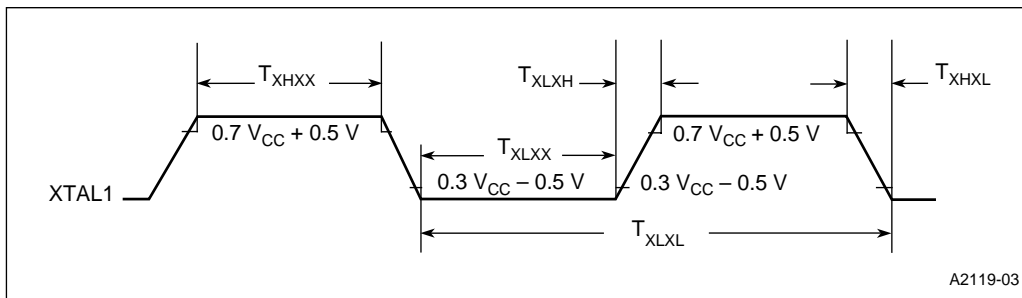 T_XHXX
T_XLXH
T_XHXL
0.7 V_CC + 0.5 V
0.7 V_CC + 0.5 V
T_XLXX
0.3 V_CC – 0.5 V
0.3 V_CC – 0.5 V
XTAL1
T_XLXL
A2119-03